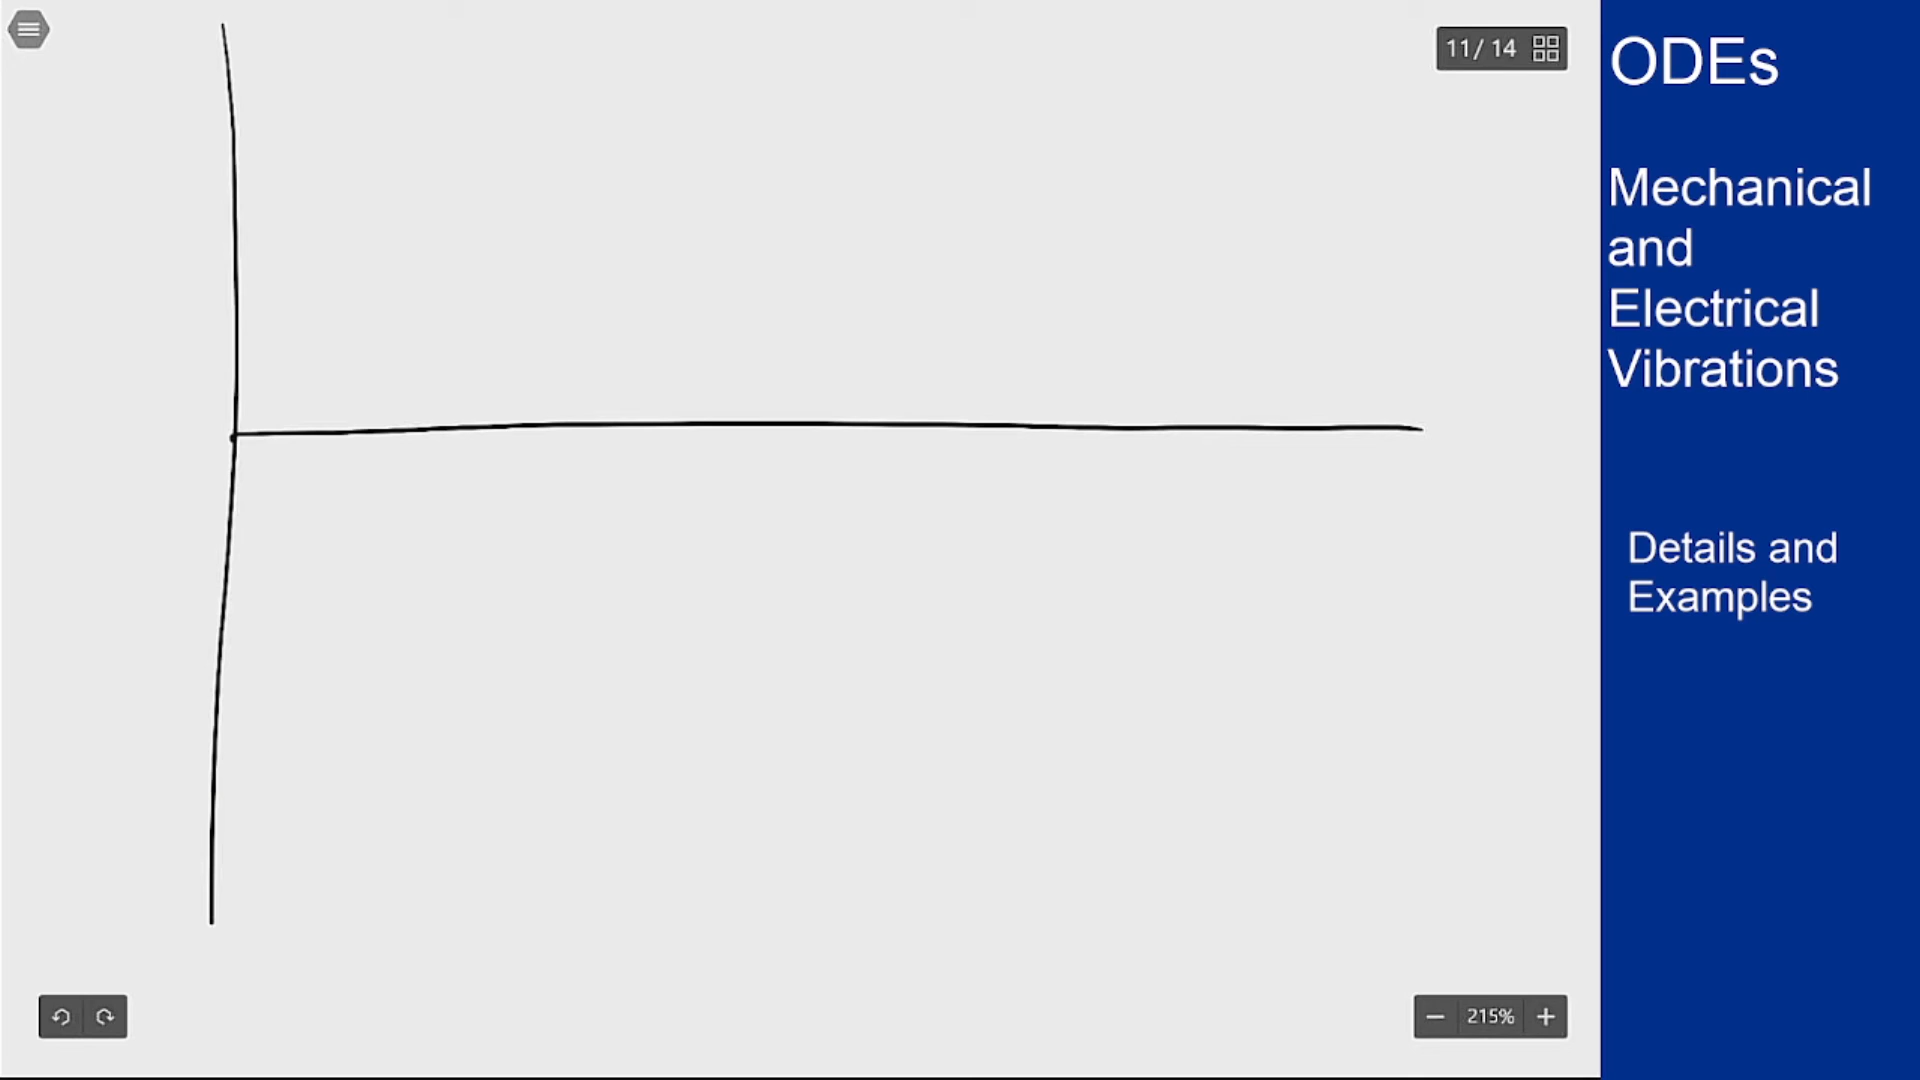 11/ 14
ODEs
Mechanical
and
Electrical
Vibrations
Details and
Examples
215%